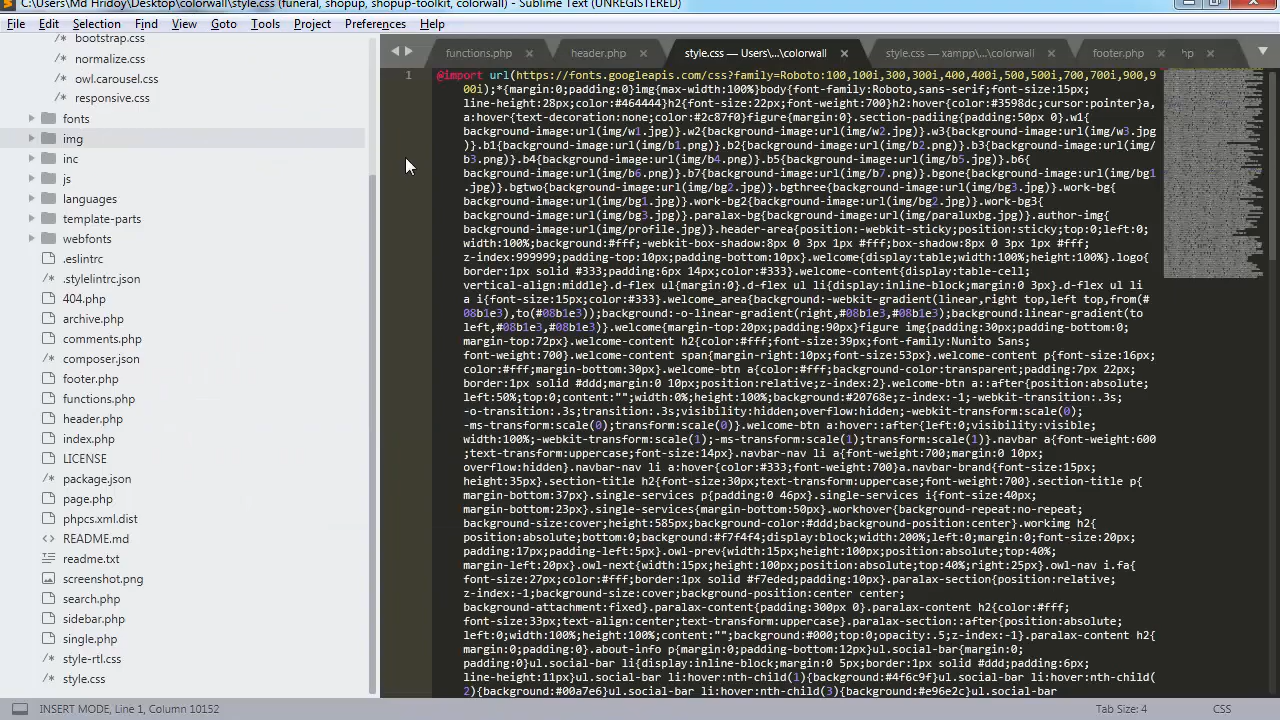 C:\Users\Md Hridoy\Desktop\colorwall\style.css (funeral, shopup, shopup-toolkit, colorwall) - Sublime Text (UNREGISTERED)
File Edit Selection Find View Goto Tools Project Preferences Help
bootstrap.css
normalize.css
owl.carousel.css
responsive.css
fonts
img
inc
js
languages
template-parts
webfonts
.eslintrc
.stylelintrc.json
404.php
archive.php
comments.php
composer.json
footer.php
functions.php
header.php
index.php
LICENSE
package.json
page.php
phpcs.xml.dist
README.md
readme.txt
screenshot.png
search.php
sidebar.php
single.php
style-rtl.css
style.css
functions.php header.php style.css — Users\...\colorwall style.css — xampp\...\colorwall footer.php hp
1
@import url(https://fonts.googleapis.com/css?family=Roboto:100,100i,300,300i,400,400i,500,500i,700,700i,900,9
00i);*{margin:0;padding:0}img{max-width:100%}body{font-family:Roboto,sans-serif;font-size:15px;
line-height:28px;color:#464444}h2{font-size:22px;font-weight:700}h2:hover{color:#3598dc;cursor:pointer}a,
a:hover{text-decoration:none;color:#2c87f0}figure{margin:0}.section-padiing{padding:50px 0}.w1{
background-image:url(img/w1.jpg)}.w2{background-image:url(img/w2.jpg)}.w3{background-image:url(img/w3.jpg
)}.b1{background-image:url(img/b1.png)}.b2{background-image:url(img/b2.png)}.b3{background-image:url(img/
b3.png)}.b4{background-image:url(img/b4.png)}.b5{background-image:url(img/b5.jpg)}.b6{
background-image:url(img/b6.png)}.b7{background-image:url(img/b7.png)}.bgone{background-image:url(img/bg1
.jpg)}.bgtwo{background-image:url(img/bg2.jpg)}.bgthree{background-image:url(img/bg3.jpg)}.work-bg{
background-image:url(img/bg1.jpg)}.work-bg2{background-image:url(img/bg2.jpg)}.work-bg3{
background-image:url(img/bg3.jpg)}.paralax-bg{background-image:url(img/paraluxbg.jpg)}.author-img{
background-image:url(img/profile.jpg)}.header-area{position:-webkit-sticky;position:sticky;top:0;left:0;
width:100%;background:#fff;-webkit-box-shadow:8px 0 3px 1px #fff;box-shadow:8px 0 3px 1px #fff;
z-index:999999;padding-top:10px;padding-bottom:10px}.welcome{display:table;width:100%;height:100%}.logo{
border:1px solid #333;padding:6px 14px;color:#333}.welcome-content{display:table-cell;
vertical-align:middle}.d-flex ul{margin:0}.d-flex ul li{display:inline-block;margin:0 3px}.d-flex ul li
a i{font-size:15px;color:#333}.welcome_area{background:-webkit-gradient(linear,right top,left top,from(#
08b1e3),to(#08b1e3));background:-o-linear-gradient(right,#08b1e3,#08b1e3);background:linear-gradient(to
left,#08b1e3,#08b1e3)}.welcome{margin-top:20px;padding:90px}figure img{padding:30px;padding-bottom:0;
margin-top:72px}.welcome-content h2{color:#fff;font-size:39px;font-family:Nunito Sans;
font-weight:700}.welcome-content span{margin-right:10px;font-size:53px}.welcome-content p{font-size:16px;
color:#fff;margin-bottom:30px}.welcome-btn a{color:#fff;background-color:transparent;padding:7px 22px;
border:1px solid #ddd;margin:0 10px;position:relative;z-index:2}.welcome-btn a::after{position:absolute;
left:50%;top:0;content:"";width:0%;height:100%;background:#20768e;z-index:-1;-webkit-transition:.3s;
-o-transition:.3s;transition:.3s;visibility:hidden;overflow:hidden;-webkit-transform:scale(0);
-ms-transform:scale(0);transform:scale(0)}.welcome-btn a:hover::after{left:0;visibility:visible;
width:100%;-webkit-transform:scale(1);-ms-transform:scale(1);transform:scale(1)}.navbar a{font-weight:600
;text-transform:uppercase;font-size:14px}.navbar-nav li a{font-weight:700;margin:0 10px;
overflow:hidden}.navbar-nav li a:hover{color:#333;font-weight:700}a.navbar-brand{font-size:15px;
height:35px}.section-title h2{font-size:30px;text-transform:uppercase;font-weight:700}.section-title p{
margin-bottom:37px}.single-services p{padding:0 46px}.single-services i{font-size:40px;
margin-bottom:23px}.single-services{margin-bottom:50px}.workhover{background-repeat:no-repeat;
background-size:cover;height:585px;background-color:#ddd;background-position:center}.workimg h2{
position:absolute;bottom:0;background:#f7f4f4;display:block;width:200%;left:0;margin:0;font-size:20px;
padding:17px;padding-left:5px}.owl-prev{width:15px;height:100px;position:absolute;top:40%;
margin-left:20px}.owl-next{width:15px;height:100px;position:absolute;top:40%;right:25px}.owl-nav i.fa{
font-size:27px;color:#fff;border:1px solid #f7eded;padding:10px}.paralax-section{position:relative;
z-index:-1;background-size:cover;background-position:center center;
background-attachment:fixed}.paralax-content{padding:300px 0}.paralax-content h2{color:#fff;
font-size:33px;text-align:center;text-transform:uppercase}.paralax-section::after{position:absolute;
left:0;width:100%;height:100%;content:"";background:#000;top:0;opacity:.5;z-index:-1}.paralax-content h2{
margin:0;padding:0}.about-info p{margin:0;padding-bottom:12px}ul.social-bar{margin:0;
padding:0}ul.social-bar li{display:inline-block;margin:0 5px;border:1px solid #ddd;padding:6px;
line-height:11px}ul.social-bar li:hover:nth-child(1){background:#4f6c9f}ul.social-bar li:hover:nth-child(
2){background:#00a7e6}ul.social-bar li:hover:nth-child(3){background:#e96e2c}ul.social-bar
INSERT MODE, Line 1, Column 10152 Tab Size: 4 CSS